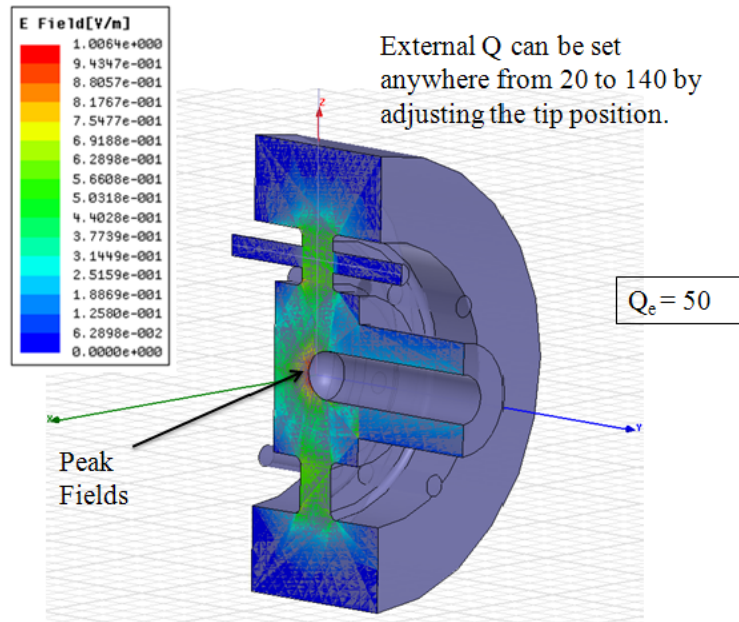 E Field[V/m]
1.0064e+000
9.4347e-001
8.8057e-001
8.1767e-001
7.5477e-001
6.9188e-001
6.2898e-001
5.6608e-001
5.0318e-001
4.4028e-001
3.7739e-001
3.1449e-001
2.5159e-001
1.8869e-001
1.2580e-001
6.2898e-002
0.0000e+000
External Q can be set
anywhere from 20 to 140 by
adjusting the tip position.
Z
Qe = 50
X
Y
Peak
Fields